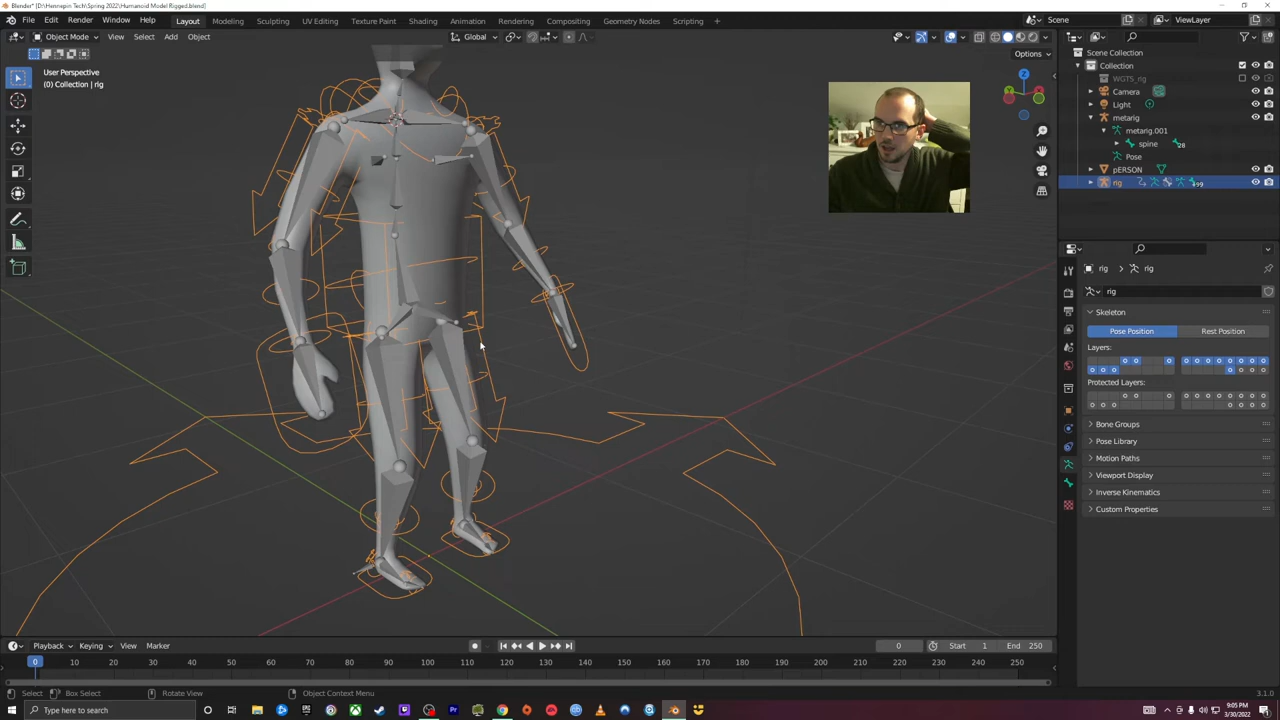 Blender* [D:\Hennepin Tech\Spring 2022\Humanoid Model Rigged.blend]
File Edit Render Window Help Layout Modeling Sculpting UV Editing Texture Paint Shading Animation Rendering Compositing Geometry Nodes Scripting Scene ViewLayer
Object Mode View Select Add Object Global
Options
User Perspective
(0) Collection | rig
Scene Collection
Collection
WGTS_rig
Camera
Light
metarig
metarig.001
spine 28
Pose
pERSON
rig 499
Z
rig rig
rig
Skeleton
Pose Position Rest Position
Layers:
Protected Layers:
Bone Groups
Pose Library
Motion Paths
Viewport Display
Inverse Kinematics
Custom Properties
Playback Keying View Marker 0 Start 1 End 250
0 10 20 30 40 50 60 70 80 90 100 110 120 130 140 150 160 170 180 190 200 210 220 230 240 250
Select Box Select Rotate View Object Context Menu 3.1.0
Type here to search
9:05 PM
3/30/2022